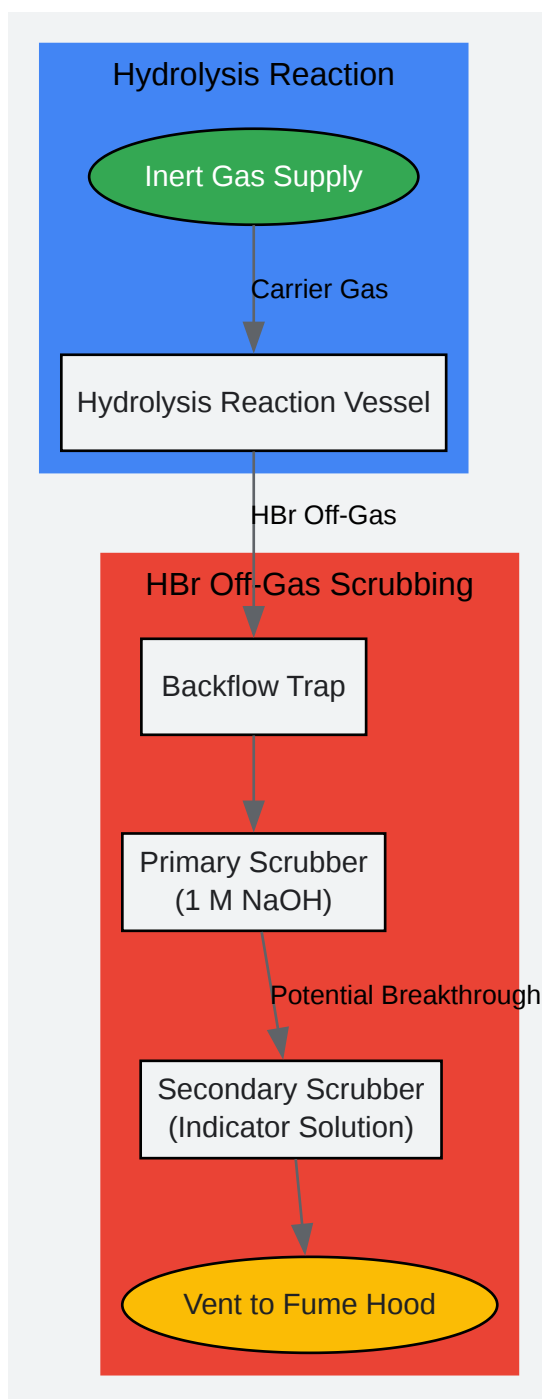 Hydrolysis Reaction
Inert Gas Supply
Carrier Gas
Hydrolysis Reaction Vessel
HBr Off-Gas
HBr Off-Gas Scrubbing
Backflow Trap
Primary Scrubber
(1 M NaOH)
Potential Breakthrough
Secondary Scrubber
(Indicator Solution)
Vent to Fume Hood